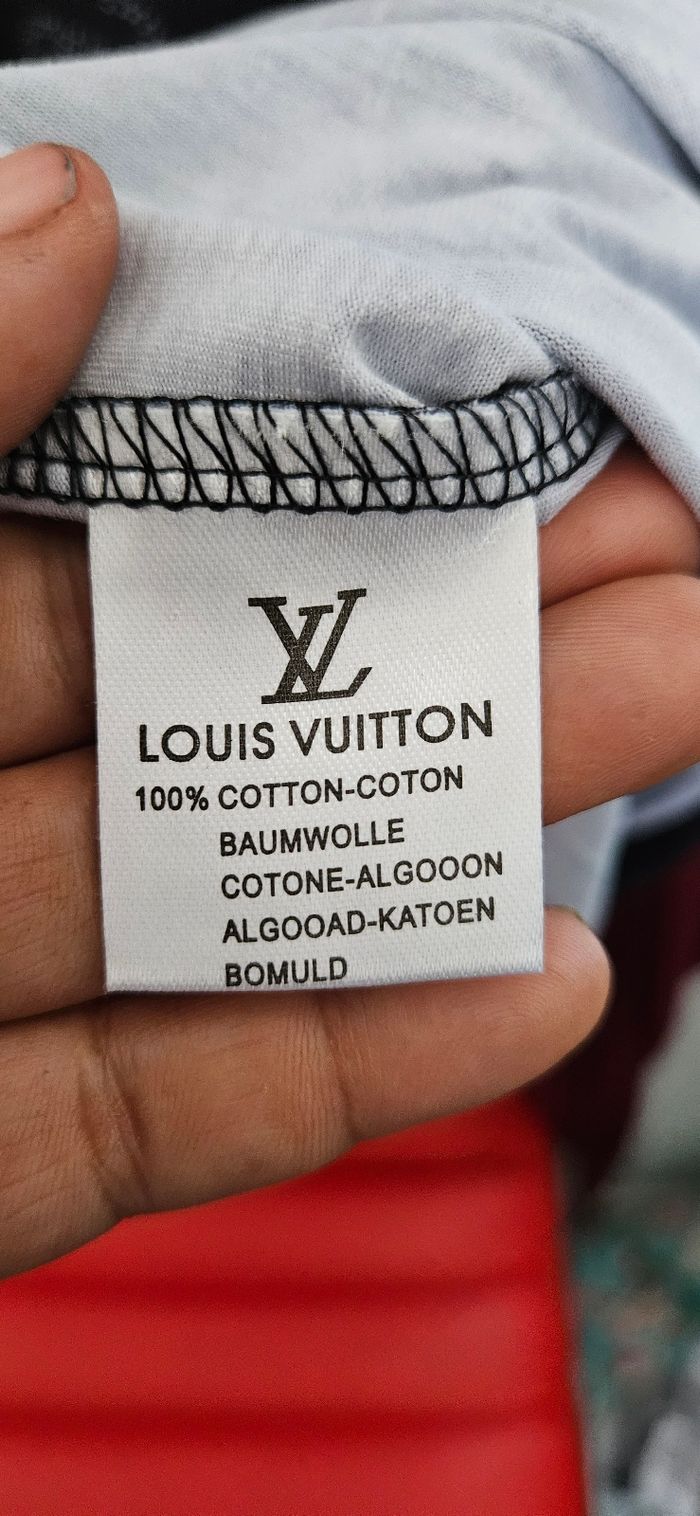 LV
LOUIS VUITTON
100% COTTON-COTON
BAUMWOLLE
COTONE-ALGOOON
ALGOOAD-KATOEN
BOMULD